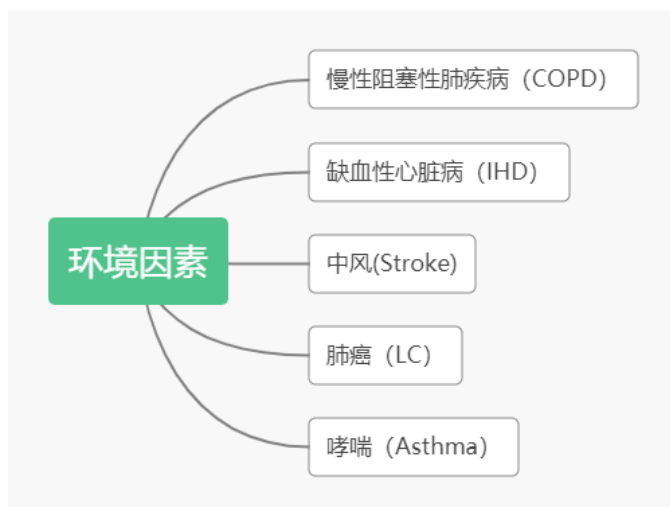 慢性阻塞性肺疾病（COPD）
缺血性心脏病（IHD）
环境因素
中风(Stroke)
肺癌（LC）
哮喘（Asthma）